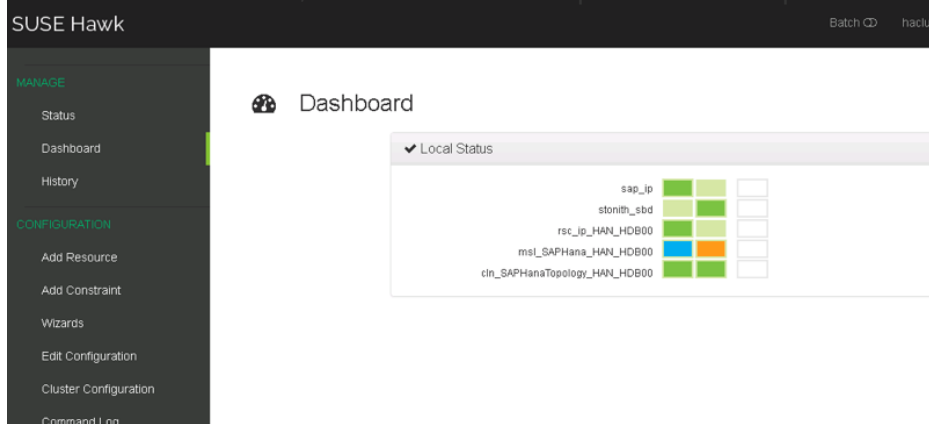 SUSE Hawk
Batch
MANAGE
Status
Dashboard
History
CONFIGURATION
Add Resource
Add Constraint
Wizards
Edit Configuration
Cluster Configuration
Command Log
Dashboard
Local Status
sap_ip
stonith_sbd
rsc_ip_HAN_HDB00
msl_SAPHana_HAN_HDB00
cln_SAPHanaTopology_HAN_HDB00